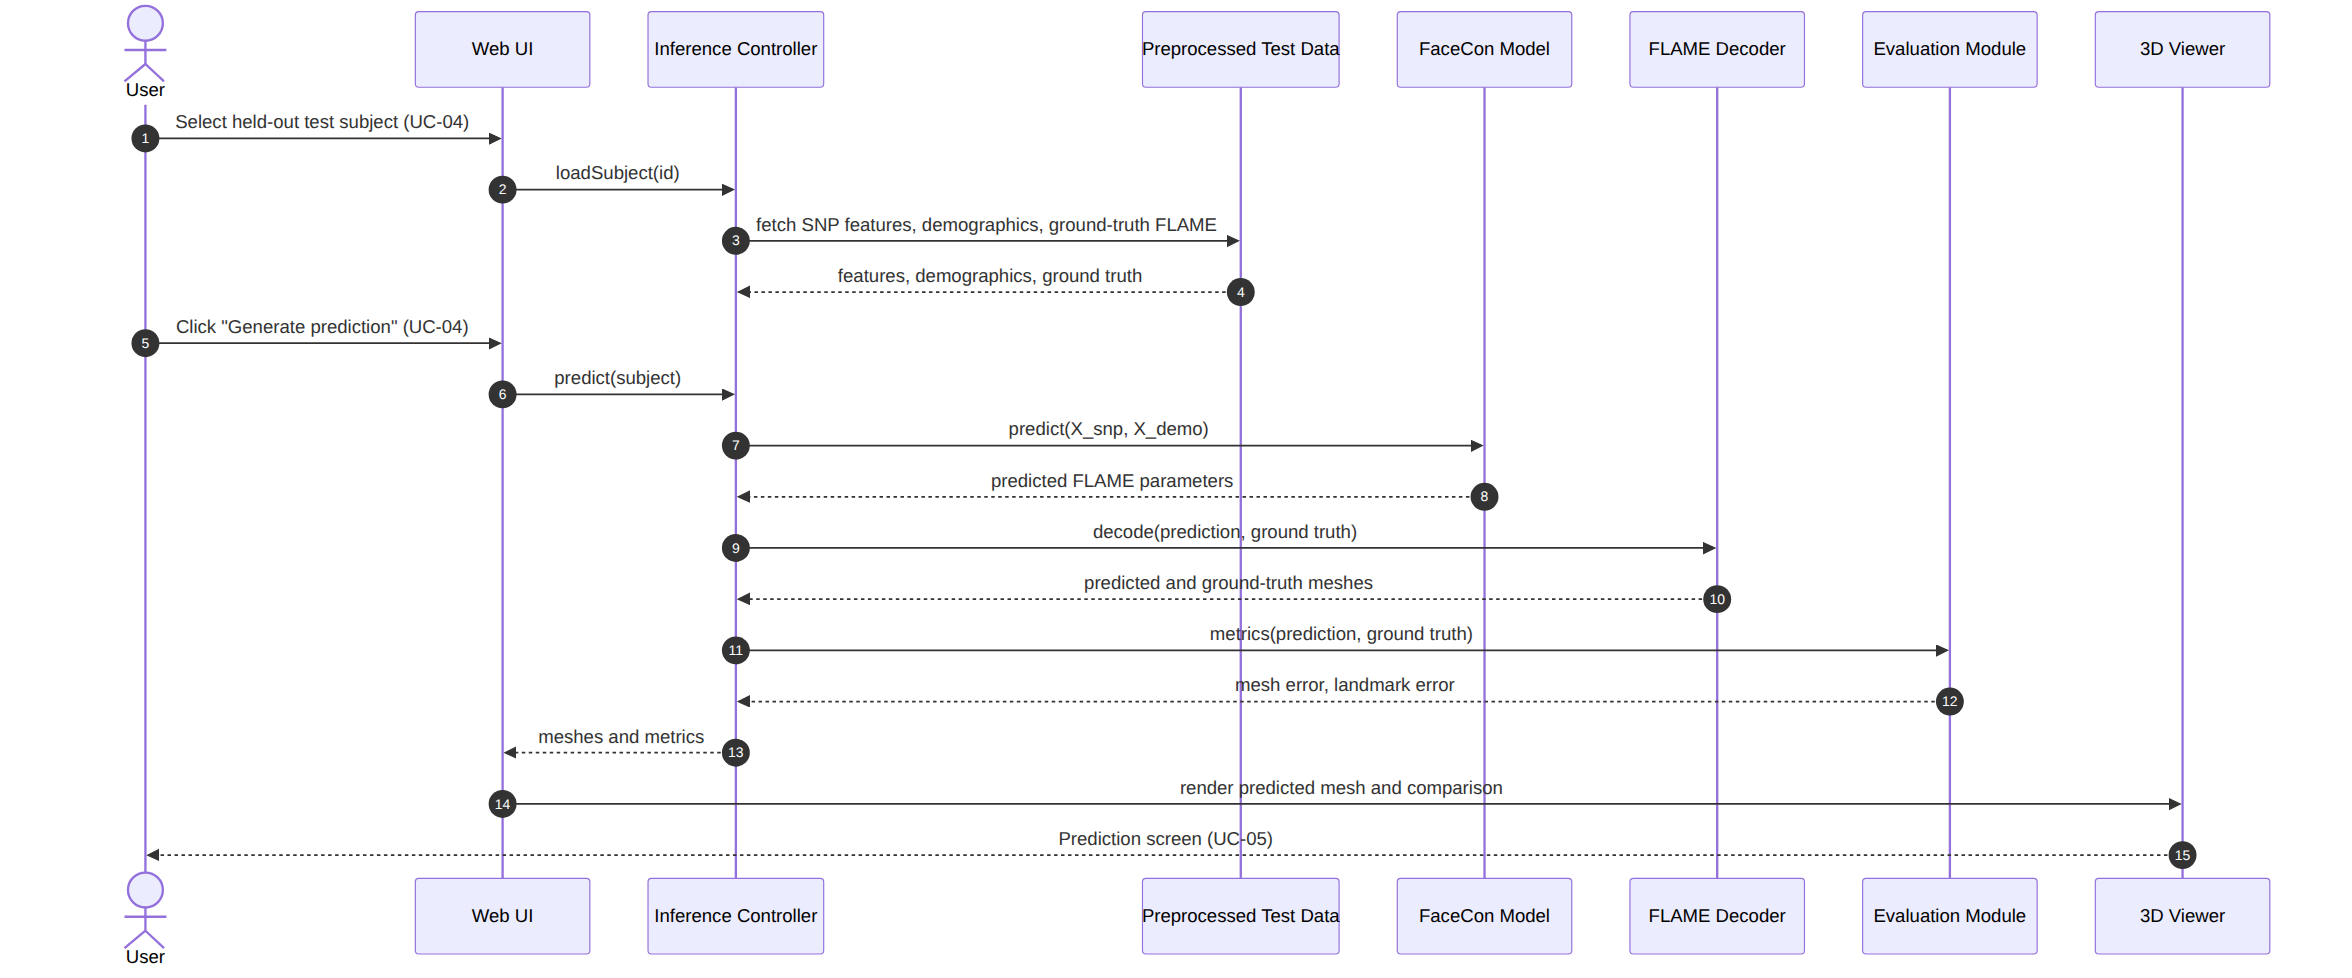 User
Web UI
Inference Controller
Preprocessed Test Data
FaceCon Model
FLAME Decoder
Evaluation Module
3D Viewer
1
Select held-out test subject (UC-04)
2
loadSubject(id)
3
fetch SNP features, demographics, ground-truth FLAME
4
features, demographics, ground truth
5
Click "Generate prediction" (UC-04)
6
predict(subject)
7
predict(X_snp, X_demo)
8
predicted FLAME parameters
9
decode(prediction, ground truth)
10
predicted and ground-truth meshes
11
metrics(prediction, ground truth)
12
mesh error, landmark error
13
meshes and metrics
14
render predicted mesh and comparison
15
Prediction screen (UC-05)
User
Web UI
Inference Controller
Preprocessed Test Data
FaceCon Model
FLAME Decoder
Evaluation Module
3D Viewer